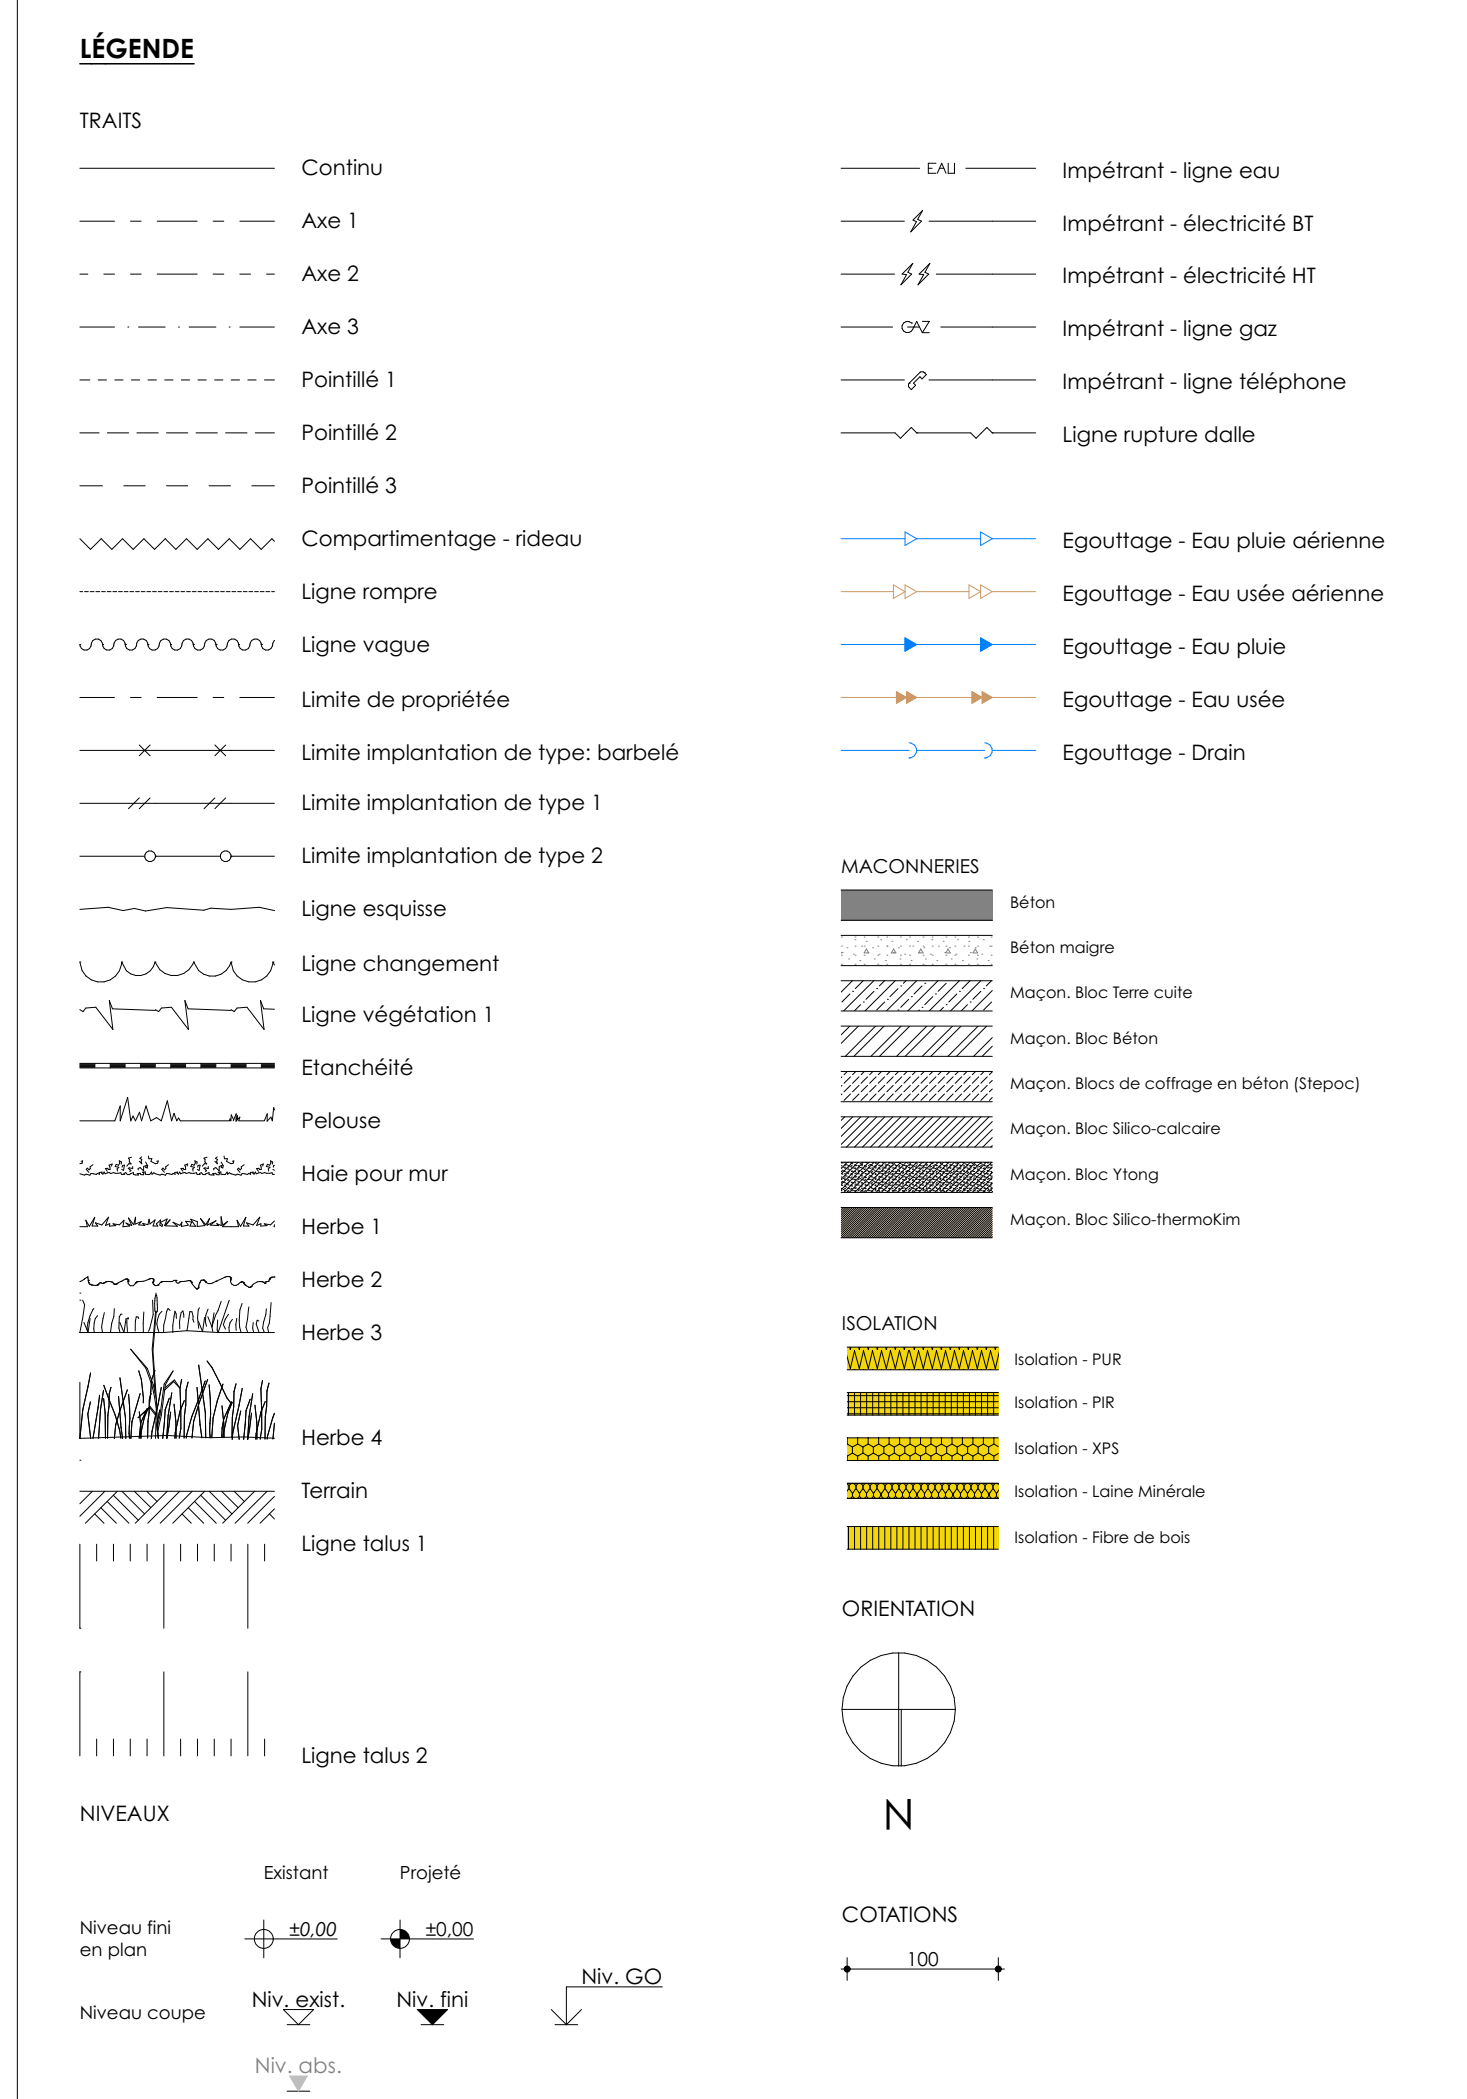 LÉGENDE
TRAITS
Continu
Axe 1
Axe 2
Axe 3
Pointillé 1
Pointillé 2
Pointillé 3
Compartimentage - rideau
Ligne rompre
Ligne vague
Limite de propriétée
Limite implantation de type: barbelé
Limite implantation de type 1
Limite implantation de type 2
Ligne esquisse
Ligne changement
Ligne végétation 1
Etanchéité
Pelouse
Haie pour mur
Herbe 1
Herbe 2
Herbe 3
Herbe 4
Terrain
Ligne talus 1
Ligne talus 2
EAU Impétrant - ligne eau
Impétrant - électricité BT
Impétrant - électricité HT
GAZ Impétrant - ligne gaz
Impétrant - ligne téléphone
Ligne rupture dalle
Egouttage - Eau pluie aérienne
Egouttage - Eau usée aérienne
Egouttage - Eau pluie
Egouttage - Eau usée
Egouttage - Drain
MACONNERIES
Béton
Béton maigre
Maçon. Bloc Terre cuite
Maçon. Bloc Béton
Maçon. Blocs de coffrage en béton (Stepoc)
Maçon. Bloc Silico-calcaire
Maçon. Bloc Ytong
Maçon. Bloc Silico-thermoKim
ISOLATION
Isolation - PUR
Isolation - PIR
Isolation - XPS
Isolation - Laine Minérale
Isolation - Fibre de bois
ORIENTATION
N
NIVEAUX
Existant Projeté
Niveau fini
en plan
±0,00 ±0,00
Niveau coupe
Niv. exist. Niv. fini Niv. GO
Niv. abs.
COTATIONS
100